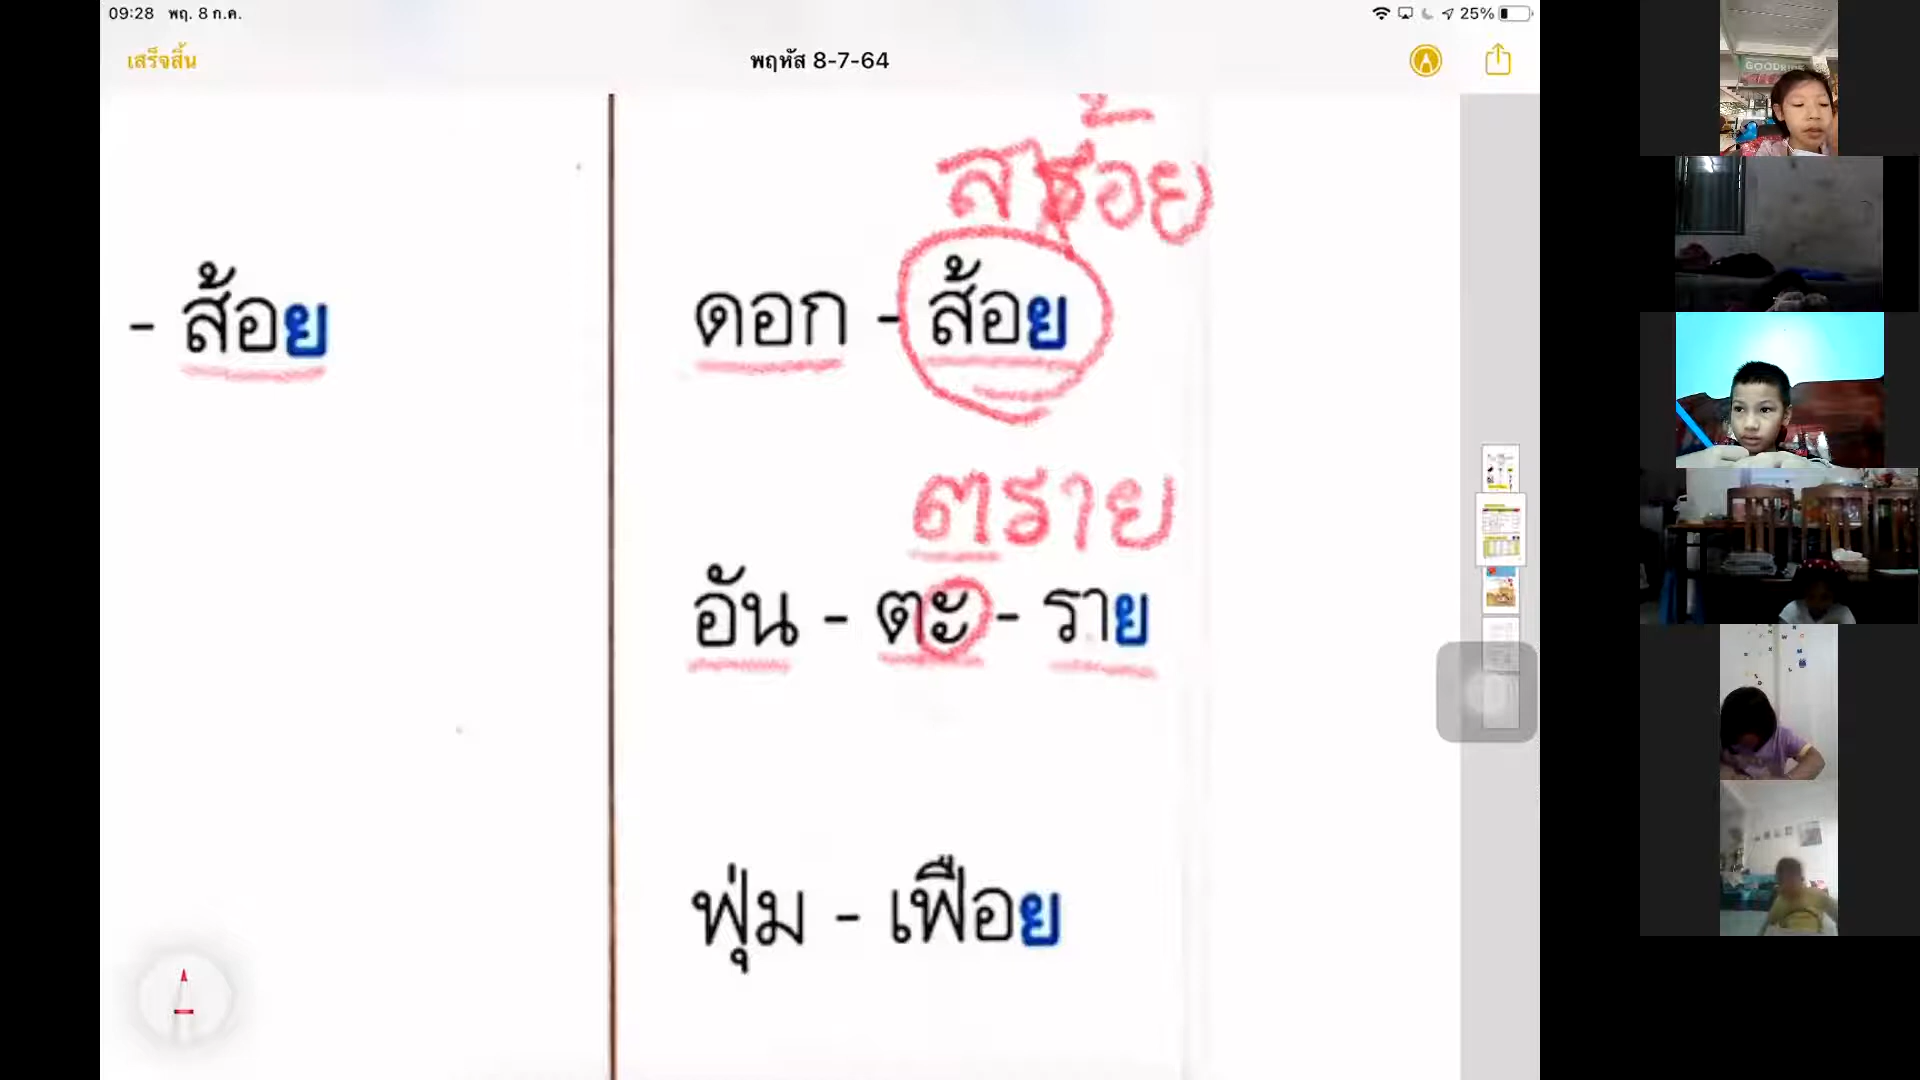 09:28 พฤ. 8 ก.ค.
25%
เสร็จสิ้น
พฤหัส 8-7-64
สร้อย
- ส้อย
ดอก - ส้อย
ตราย
อัน - ตะ - ราย
ฟุ่ม - เฟือย